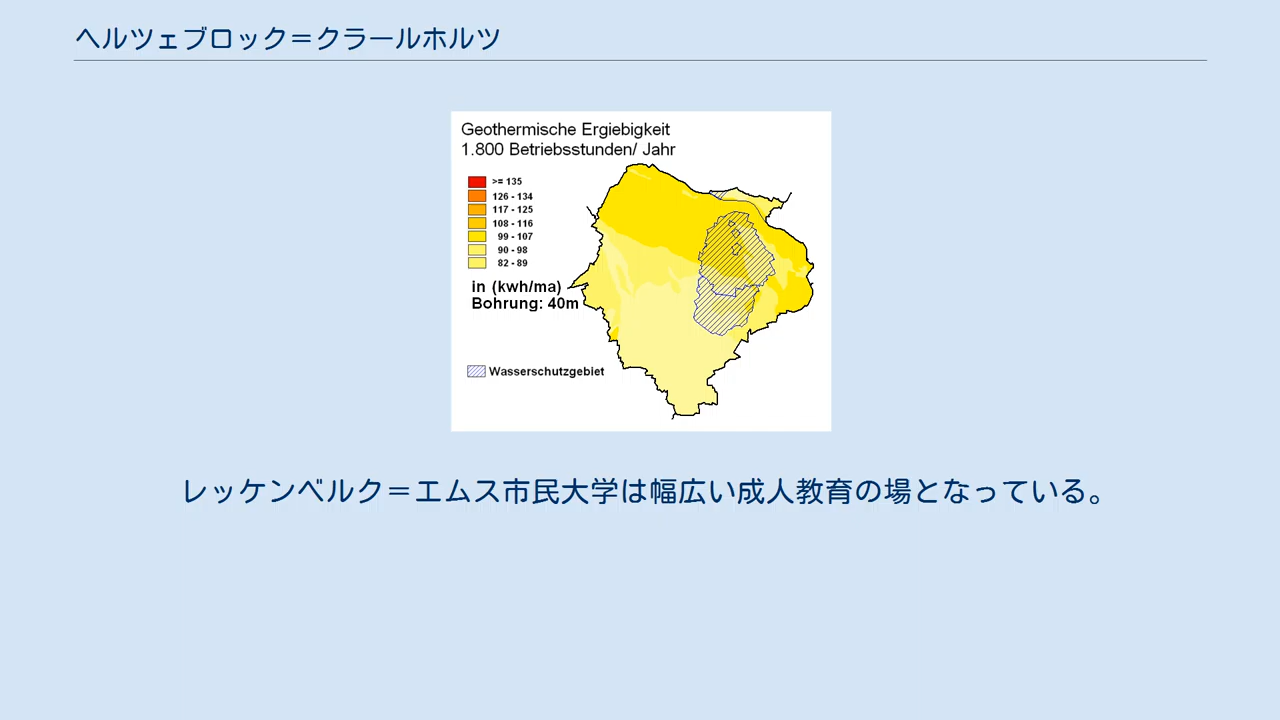 ヘルツェブロック＝クラールホルツ
Geothermische Ergiebigkeit
1.800 Betriebsstunden/ Jahr
>= 135
126 - 134
117 - 125
108 - 116
99 - 107
90 - 98
82 - 89
in (kwh/ma)
Bohrung: 40m
Wasserschutzgebiet
レッケンベルク＝エムス市民大学は幅広い成人教育の場となっている。